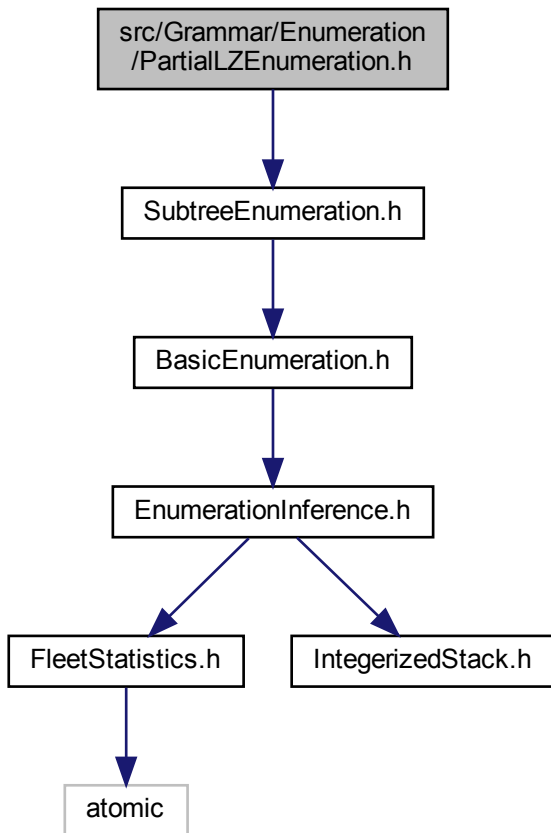 src/Grammar/Enumeration
/PartialLZEnumeration.h
SubtreeEnumeration.h
BasicEnumeration.h
EnumerationInference.h
FleetStatistics.h
IntegerizedStack.h
atomic